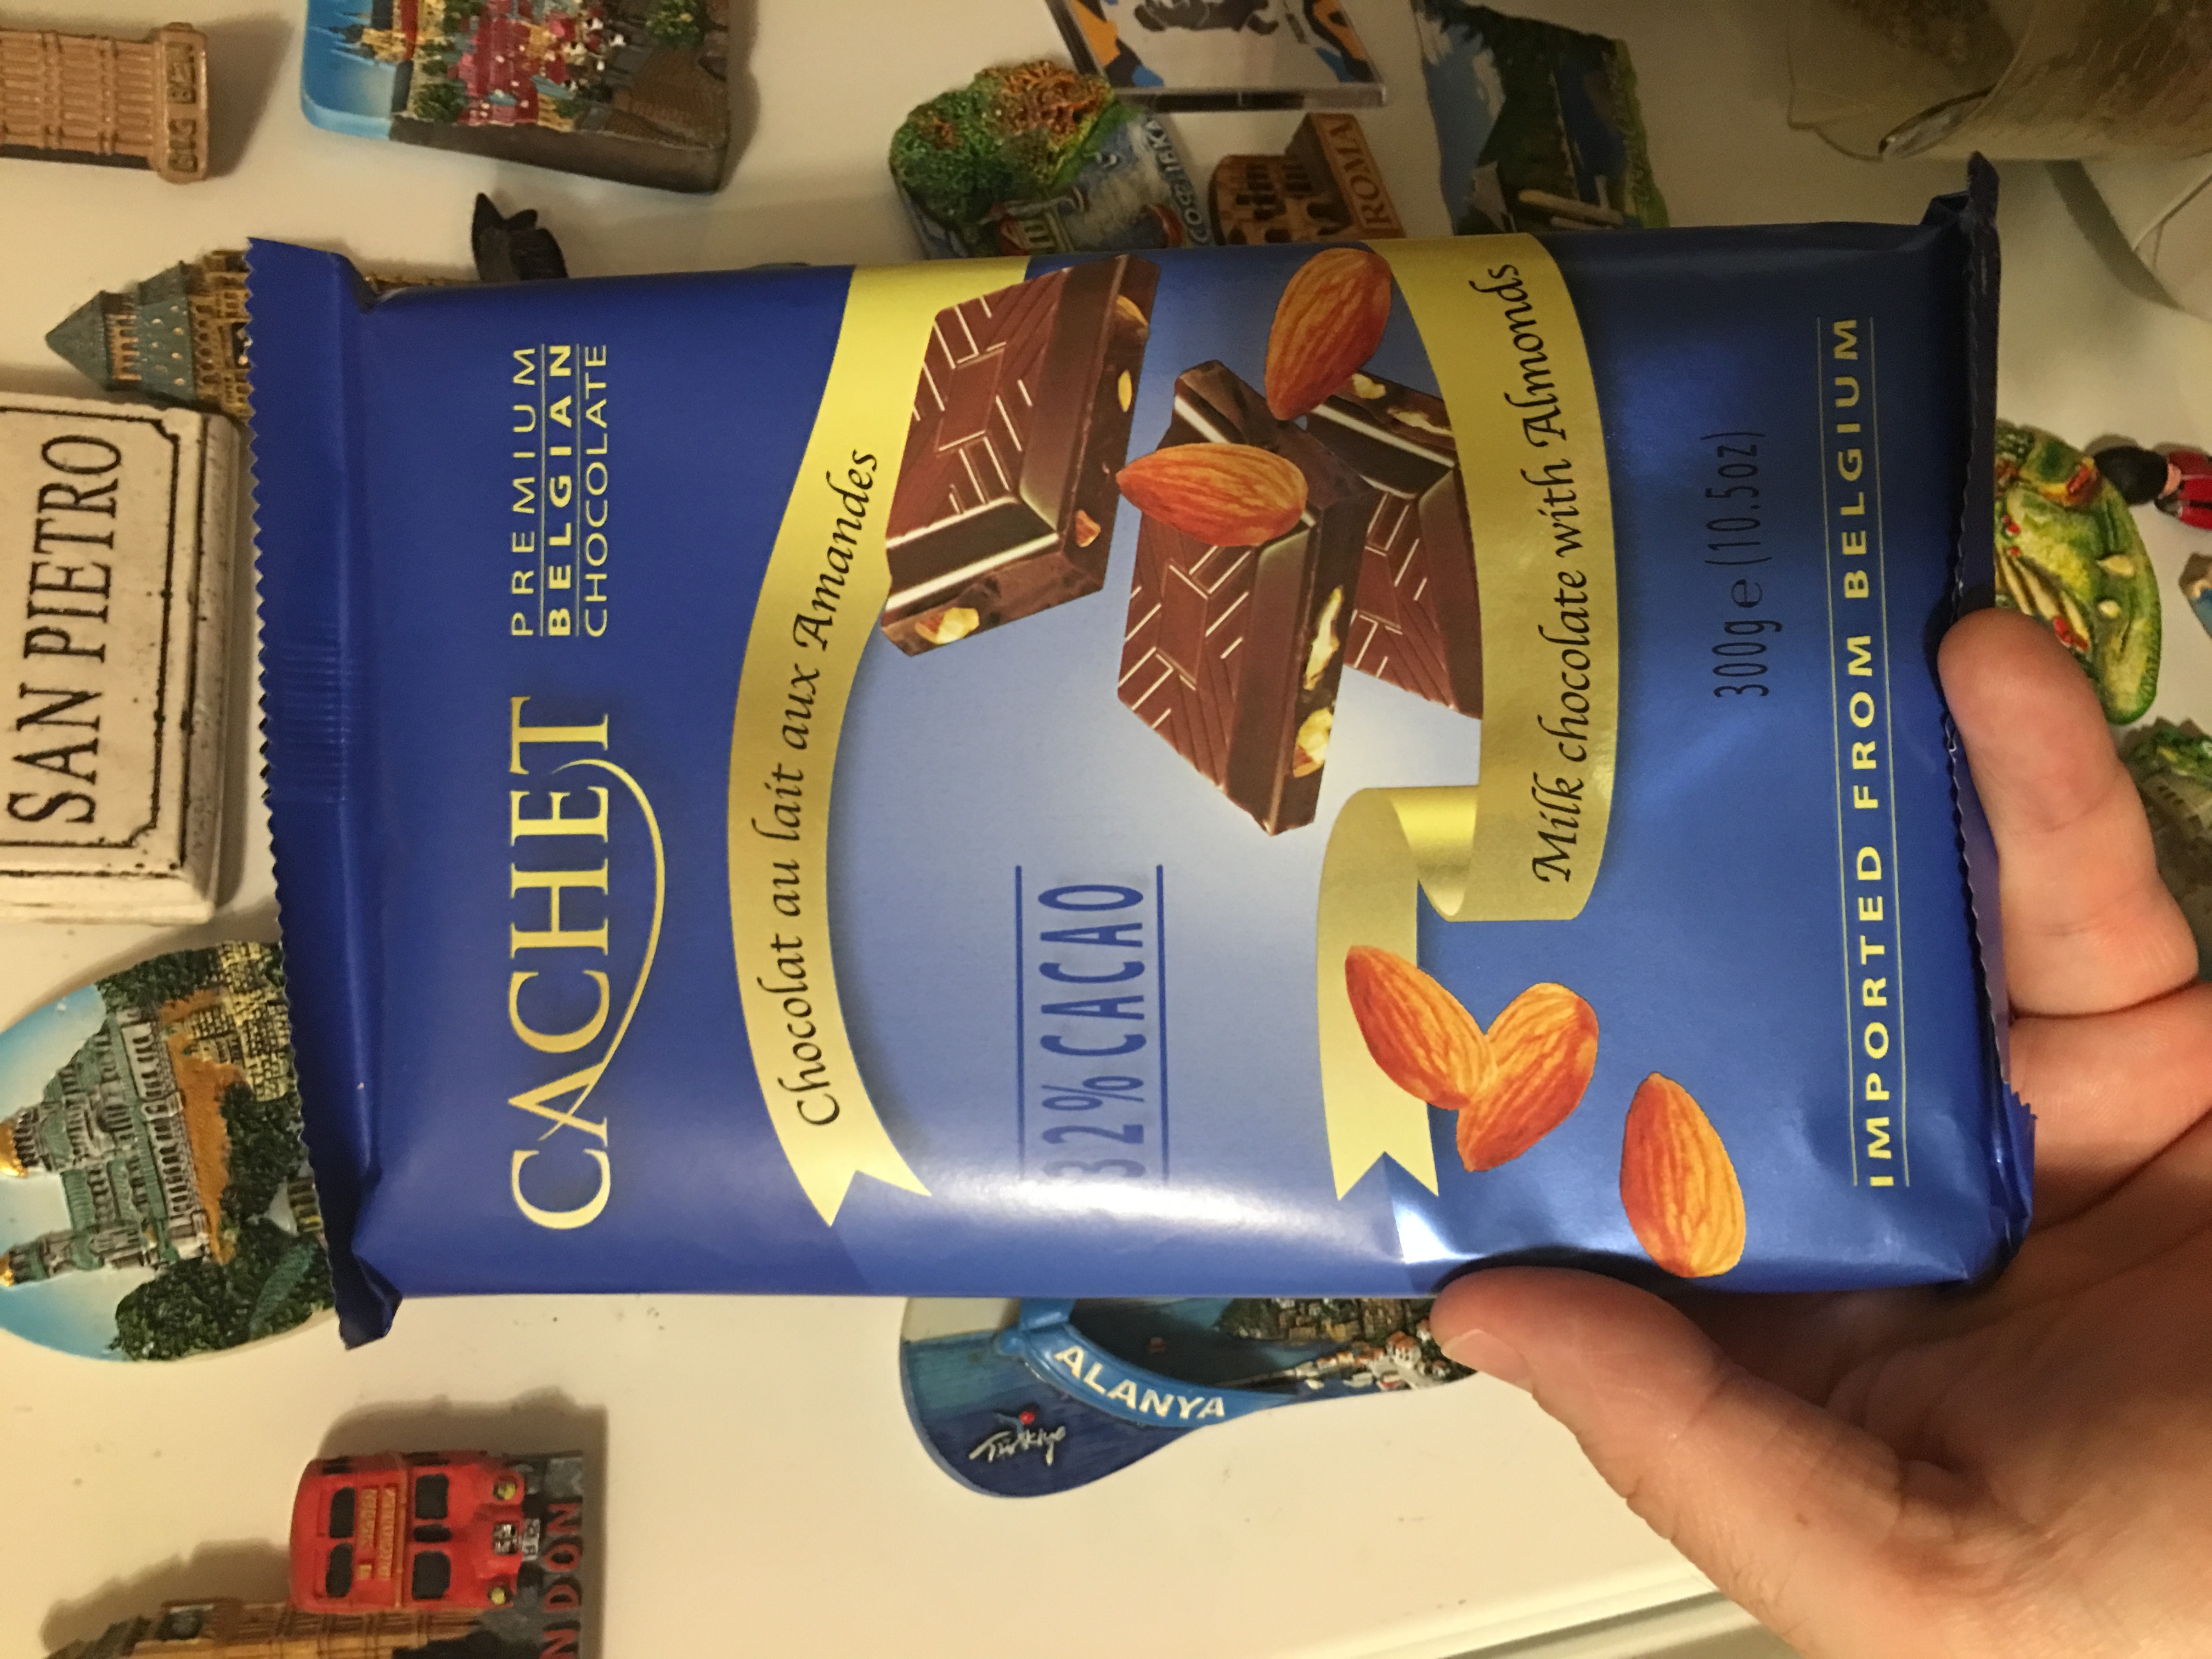 CACHET
PREMIUM
BELGIAN
CHOCOLATE
Chocolat au lait aux Amandes
32% CACAO
Milk chocolate with Almonds
300g e (10.5oz)
IMPORTED FROM BELGIUM
SAN PIETRO
ROMA
ALANYA
Türkiye
NDON